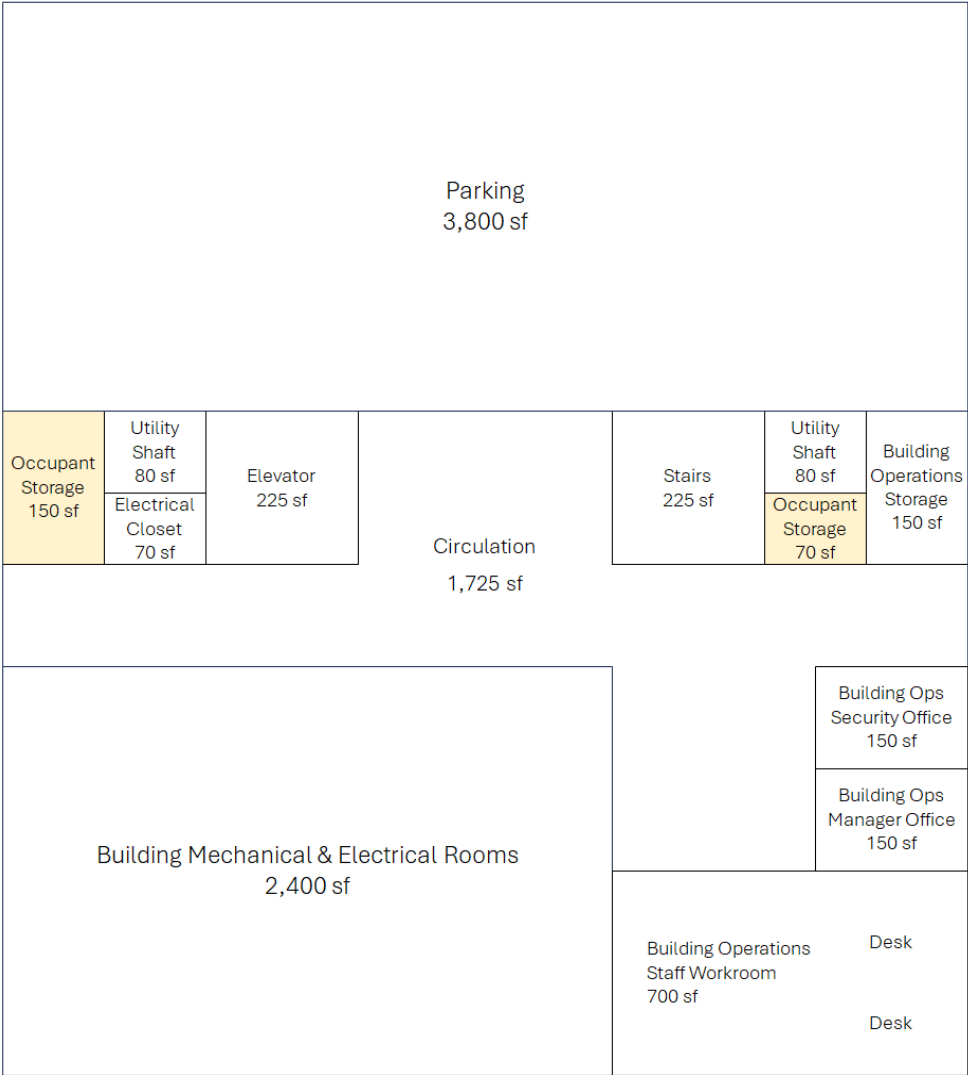 Parking
3,800 sf
Occupant
Storage
150 sf
Utility
Shaft
80 sf
Electrical
Closet
70 sf
Elevator
225 sf
Circulation
1,725 sf
Stairs
225 sf
Utility
Shaft
80 sf
Occupant
Storage
70 sf
Building
Operations
Storage
150 sf
Building Ops
Security Office
150 sf
Building Ops
Manager Office
150 sf
Building Mechanical & Electrical Rooms
2,400 sf
Building Operations
Staff Workroom
700 sf
Desk
Desk